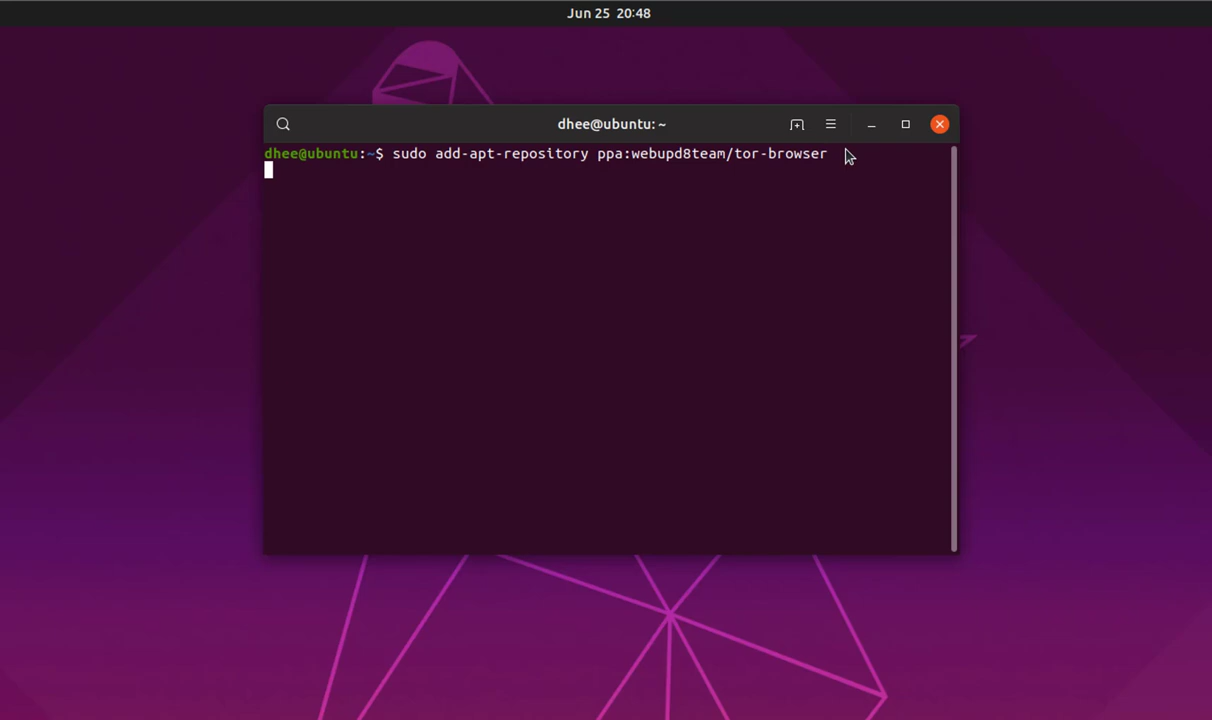 Jun 25 20:48
dhee@ubuntu: ~
dhee@ubuntu:~$ sudo add-apt-repository ppa:webupd8team/tor-browser